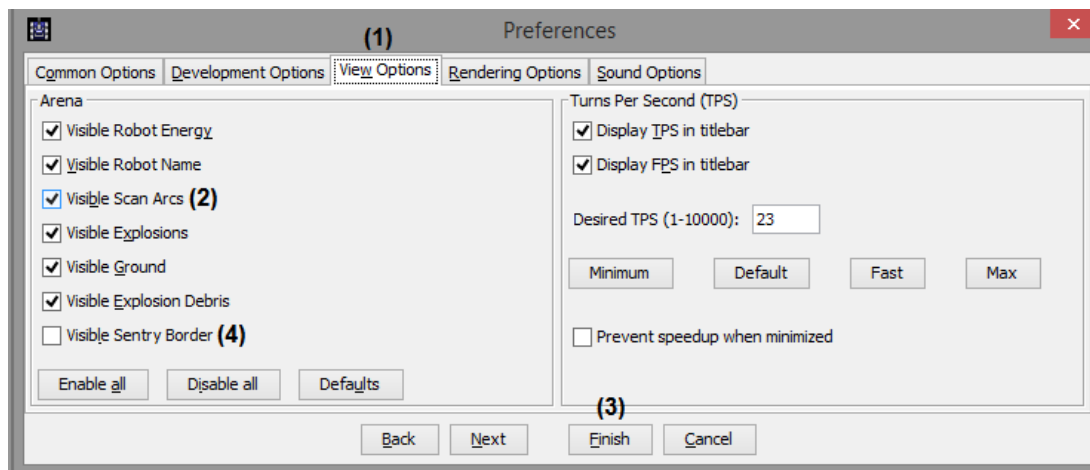 (1)
Preferences
Common Options
Development Options
View Options
Rendering Options
Sound Options
Arena
Visible Robot Energy
Visible Robot Name
Visible Scan Arcs (2)
Visible Explosions
Visible Ground
Visible Explosion Debris
Visible Sentry Border (4)
Enable all
Disable all
Defaults
Turns Per Second (TPS)
Display TPS in titlebar
Display FPS in titlebar
Desired TPS (1-10000): 23
Minimum
Default
Fast
Max
Prevent speedup when minimized
(3)
Back
Next
Finish
Cancel